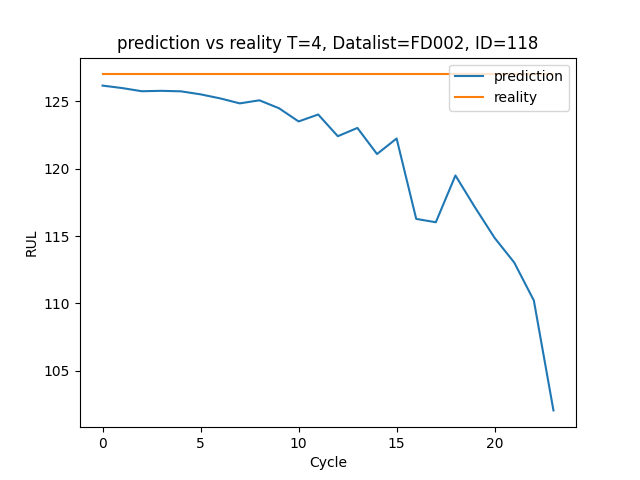 prediction vs reality T=4, Datalist=FD002, ID=118
prediction
reality
125
120
115
110
105
RUL
0 5 10 15 20
Cycle